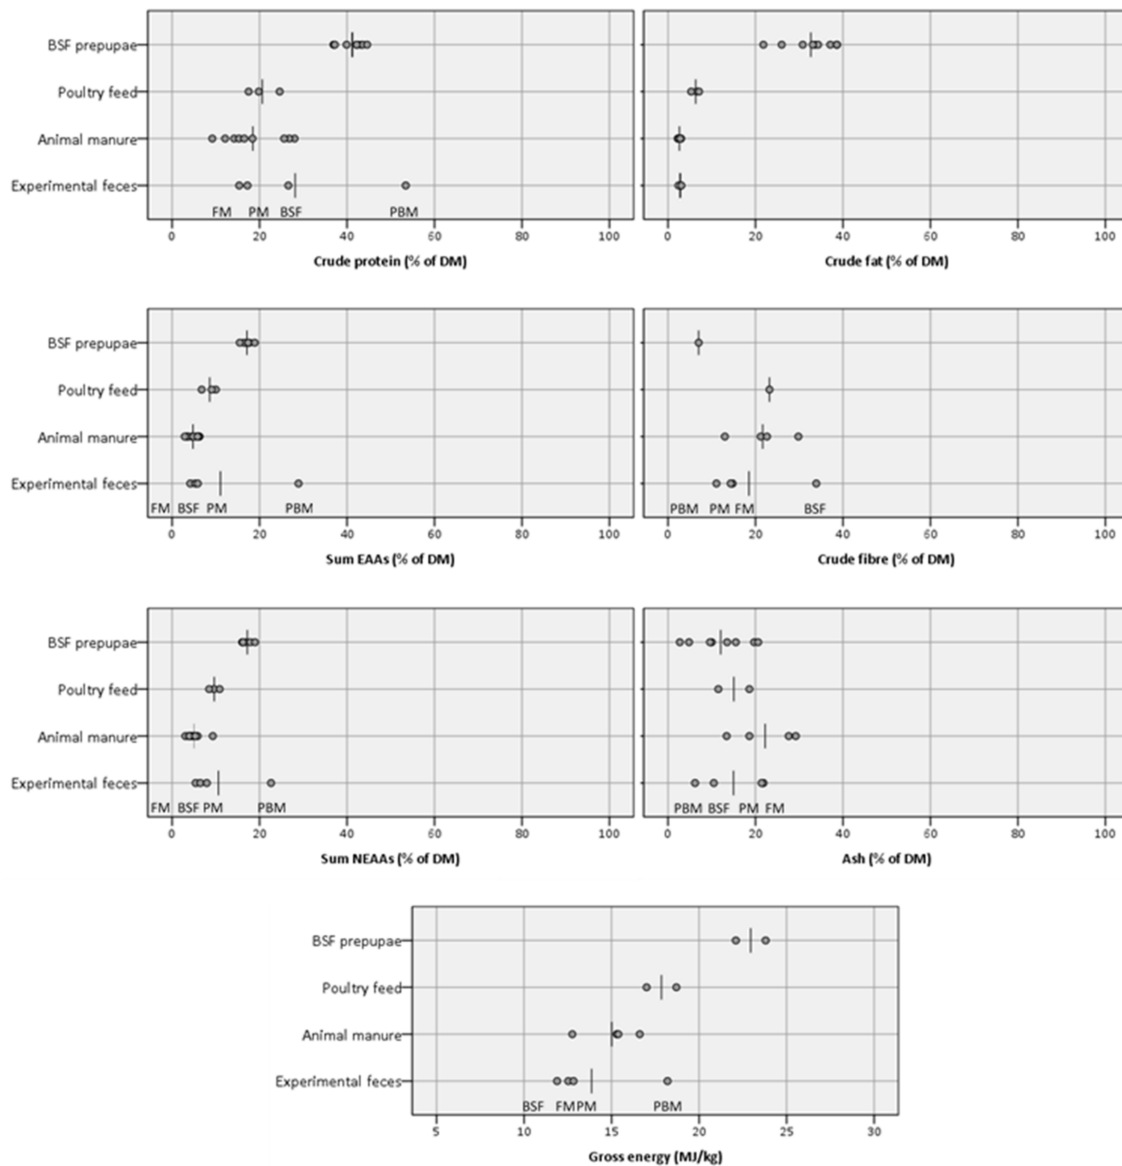 BSF prepupae
Poultry feed
Animal manure
Experimental feces
FM PM BSF PBM
0 20 40 60 80 100
0 20 40 60 80 100
Crude protein (% of DM)
Crude fat (% of DM)
BSF prepupae
Poultry feed
Animal manure
Experimental feces
FM BSF PM PBM
PBM PM FM BSF
0 20 40 60 80 100
0 20 40 60 80 100
Sum EAAs (% of DM)
Crude fibre (% of DM)
BSF prepupae
Poultry feed
Animal manure
Experimental feces
FM BSF PM PBM
PBM BSF PM FM
0 20 40 60 80 100
0 20 40 60 80 100
Sum NEAAs (% of DM)
Ash (% of DM)
BSF prepupae
Poultry feed
Animal manure
Experimental feces
BSF FM PM PBM
5 10 15 20 25 30
Gross energy (MJ/kg)